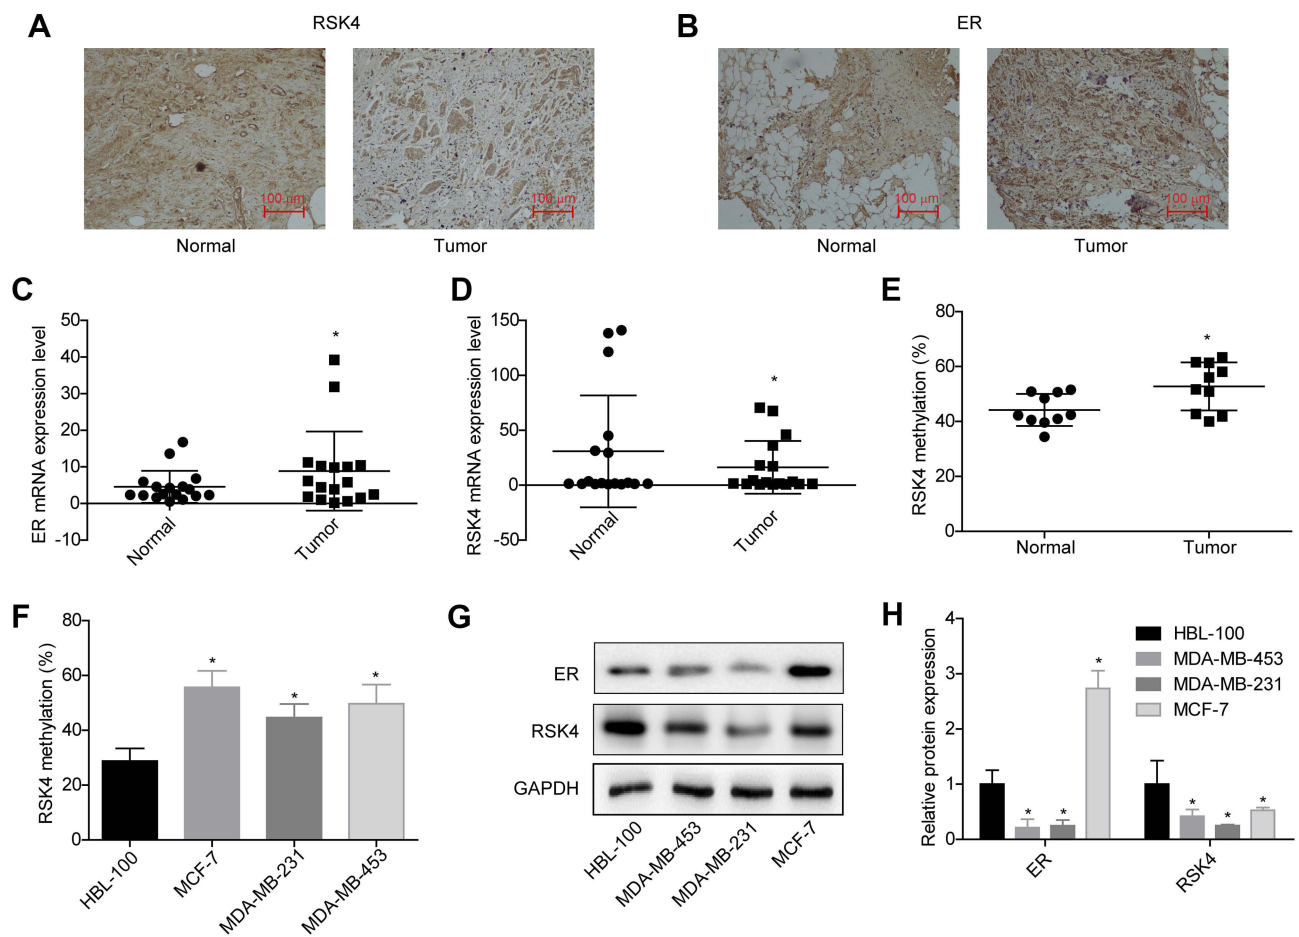 A
RSK4
B
ER
100 µm
100 µm
100 µm
100 µm
Normal
Tumor
Normal
Tumor
C
ER mRNA expression level
50
40
30
20
10
0
-10
*
Normal
Tumor
D
RSK4 mRNA expression level
150
100
50
0
-50
*
Normal
Tumor
E
RSK4 methylation (%)
80
60
40
20
0
*
Normal
Tumor
F
RSK4 methylation (%)
80
60
40
20
0
*
*
*
HBL-100
MCF-7
MDA-MB-231
MDA-MB-453
G
ER
RSK4
GAPDH
HBL-100
MDA-MB-453
MDA-MB-231
MCF-7
H
Relative protein expression
4
3
2
1
0
HBL-100
MDA-MB-453
MDA-MB-231
MCF-7
*
*
*
*
*
*
ER
RSK4